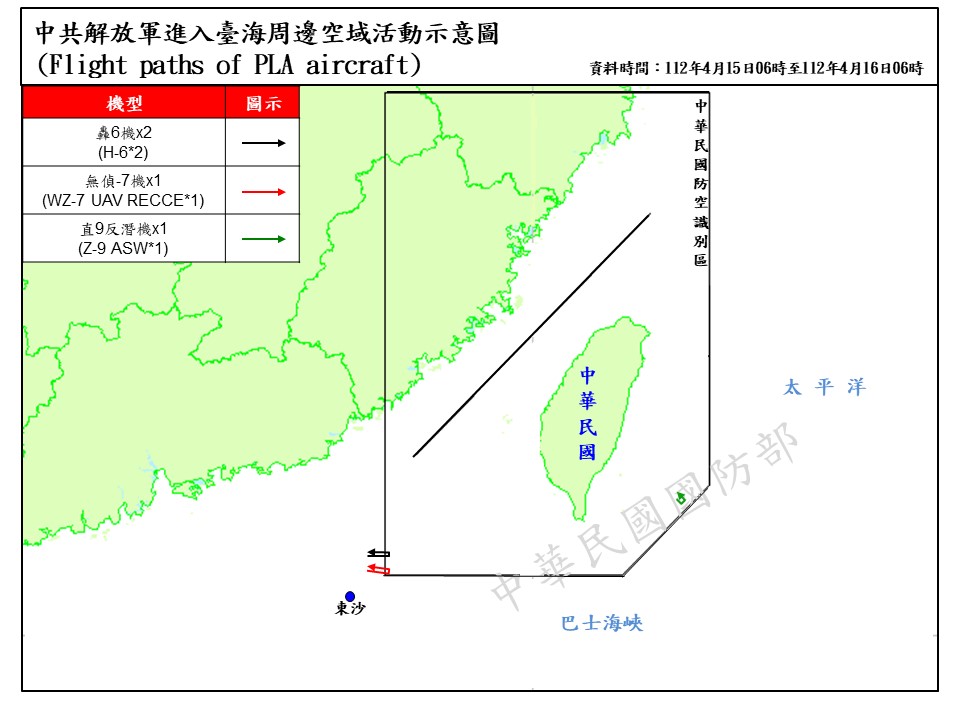 中共解放軍進入臺海周邊空域活動示意圖
(Flight paths of PLA aircraft)
資料時間：112年4月15日06時至112年4月16日06時
機型
圖示
轟6機x2
(H-6*2)
無偵-7機x1
(WZ-7 UAV RECCE*1)
直9反潛機x1
(Z-9 ASW*1)
中華民國防空識別區
中華民國
太平洋
中華民國國防部
東沙
巴士海峽